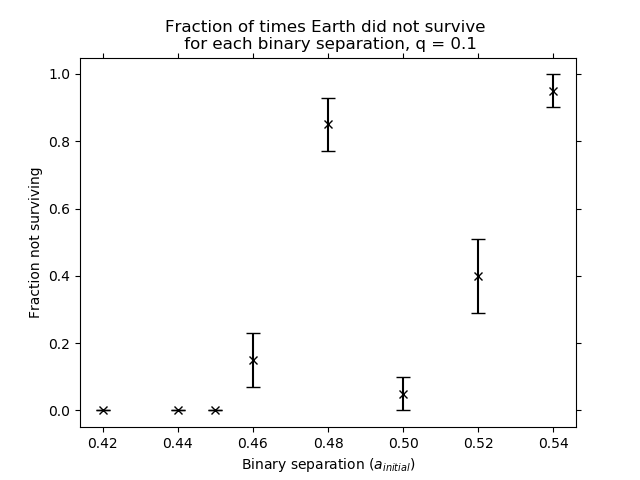 Fraction of times Earth did not survive
for each binary separation, q = 0.1
1.0
0.8
0.6
0.4
0.2
0.0
Fraction not surviving
0.42 0.44 0.46 0.48 0.50 0.52 0.54
Binary separation (a_initial)